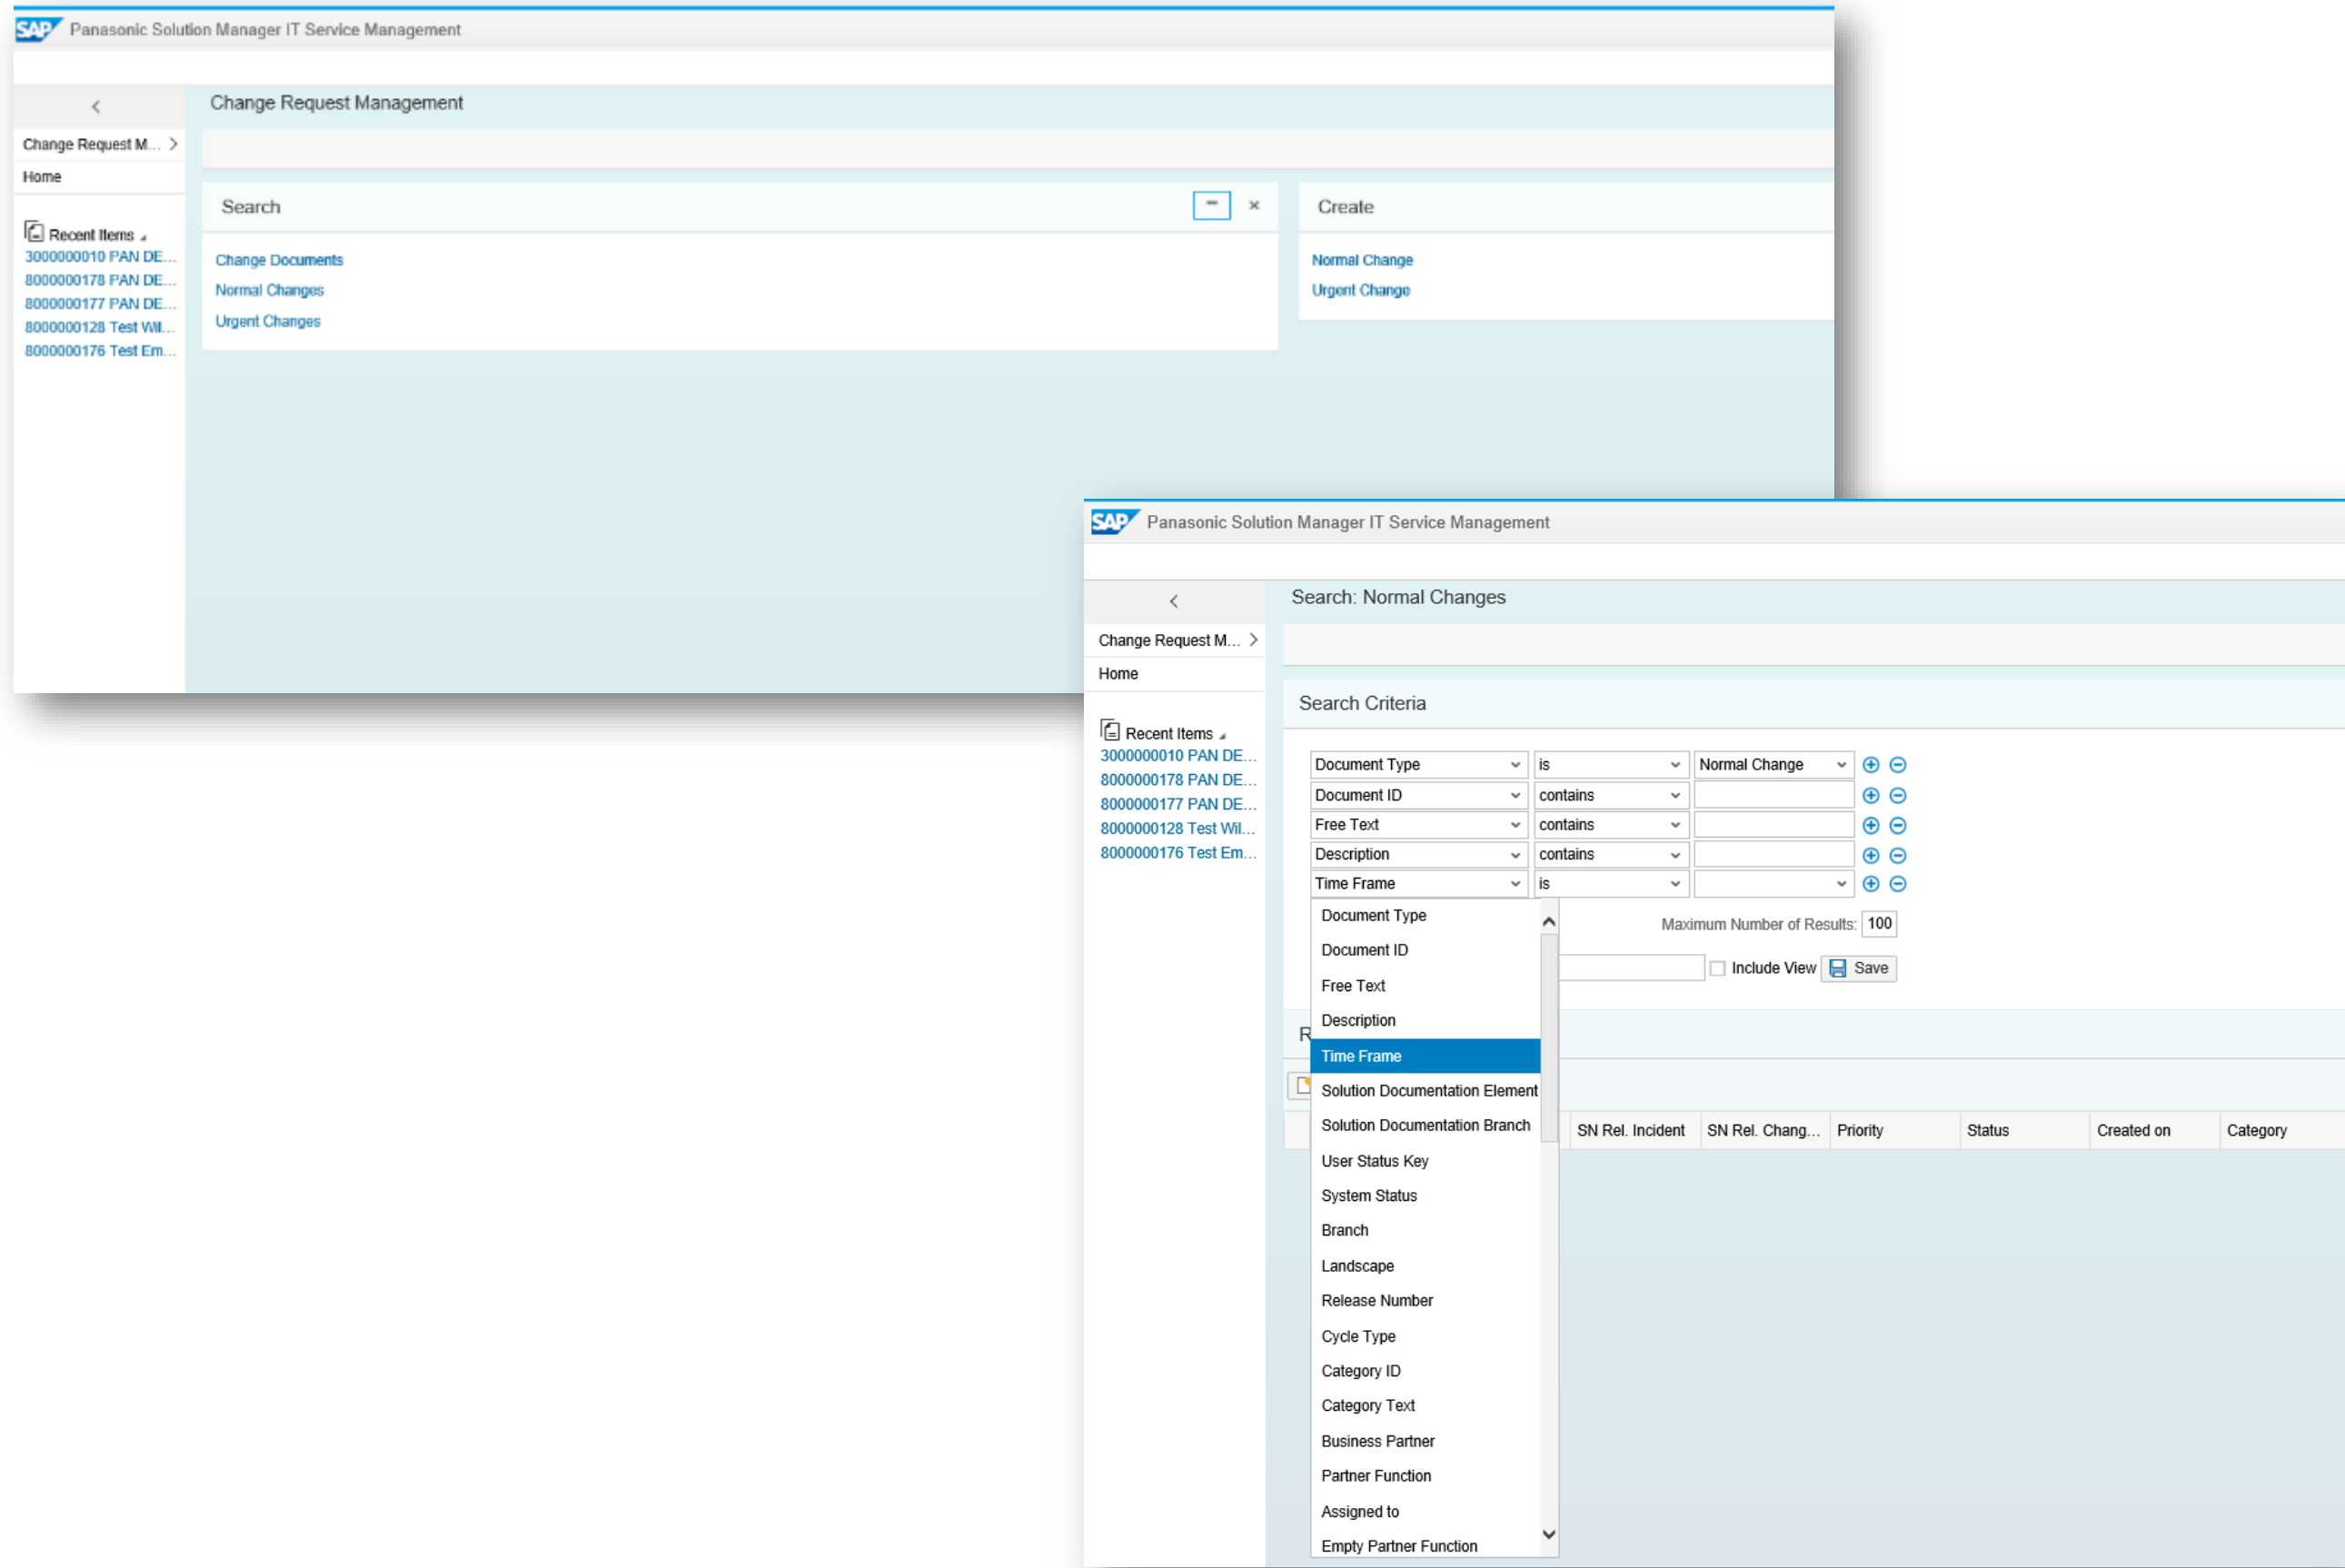 SAP Panasonic Solution Manager IT Service Management
Change Request Management
Change Request M...
Home
Recent Items
3000000010 PAN DE...
8000000178 PAN DE...
8000000177 PAN DE...
8000000128 Test Wil...
8000000176 Test Em...
Search
Change Documents
Normal Changes
Urgent Changes
Create
Normal Change
Urgent Change
SAP Panasonic Solution Manager IT Service Management
Search: Normal Changes
Change Request M...
Home
Recent Items
3000000010 PAN DE...
8000000178 PAN DE...
8000000177 PAN DE...
8000000128 Test Wil...
8000000176 Test Em...
Search Criteria
Document Type is Normal Change
Document ID contains
Free Text contains
Description contains
Time Frame is
Maximum Number of Results: 100
Include View Save
Document Type
Document ID
Free Text
Description
Time Frame
Solution Documentation Element
Solution Documentation Branch
User Status Key
System Status
Branch
Landscape
Release Number
Cycle Type
Category ID
Category Text
Business Partner
Partner Function
Assigned to
Empty Partner Function
R
SN Rel. Incident SN Rel. Chang... Priority Status Created on Category